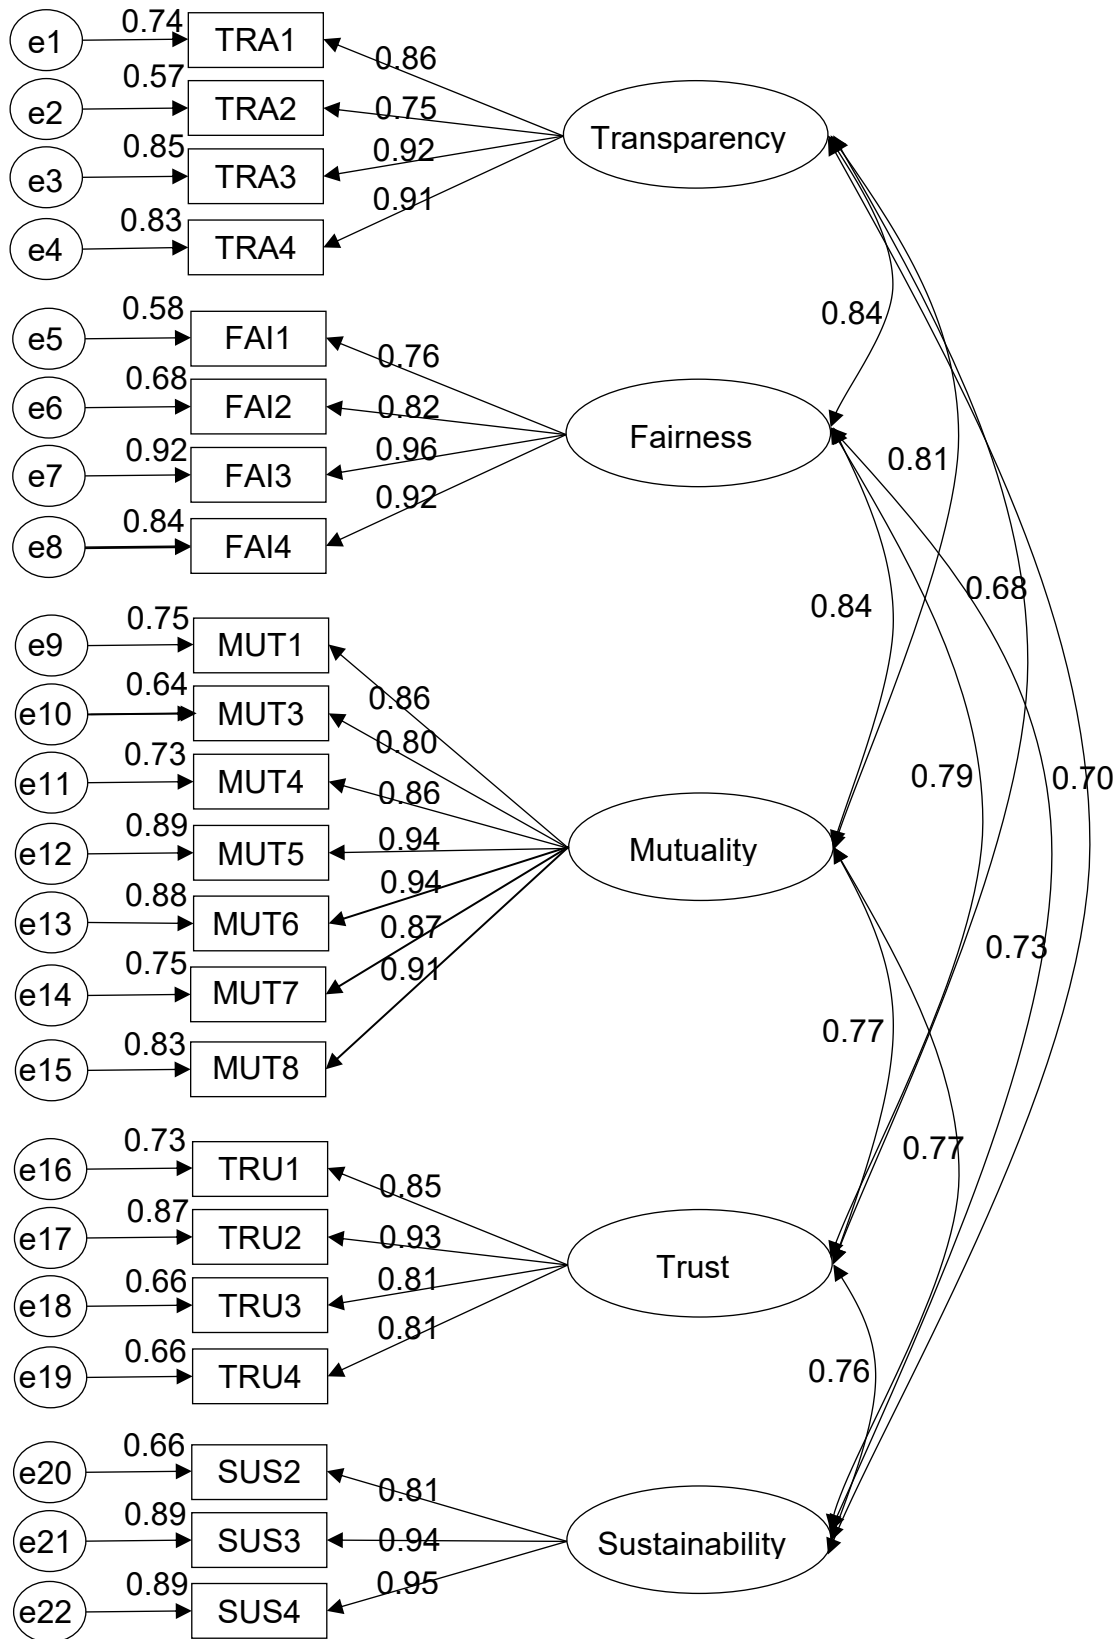 e1 0.74 TRA1 0.86
e2 0.57 TRA2 0.75
e3 0.85 TRA3 0.92
e4 0.83 TRA4 0.91
Transparency
e5 0.58 FAI1 0.76
e6 0.68 FAI2 0.82
e7 0.92 FAI3 0.96
e8 0.84 FAI4 0.92
Fairness
e9 0.75 MUT1 0.86
e10 0.64 MUT3 0.80
e11 0.73 MUT4 0.86
e12 0.89 MUT5 0.94
e13 0.88 MUT6 0.94
e14 0.75 MUT7 0.87
e15 0.83 MUT8 0.91
Mutuality
e16 0.73 TRU1 0.85
e17 0.87 TRU2 0.93
e18 0.66 TRU3 0.81
e19 0.66 TRU4 0.81
Trust
e20 0.66 SUS2 0.81
e21 0.89 SUS3 0.94
e22 0.89 SUS4 0.95
Sustainability
0.84
0.81
0.68
0.84
0.79
0.70
0.73
0.77
0.77
0.76